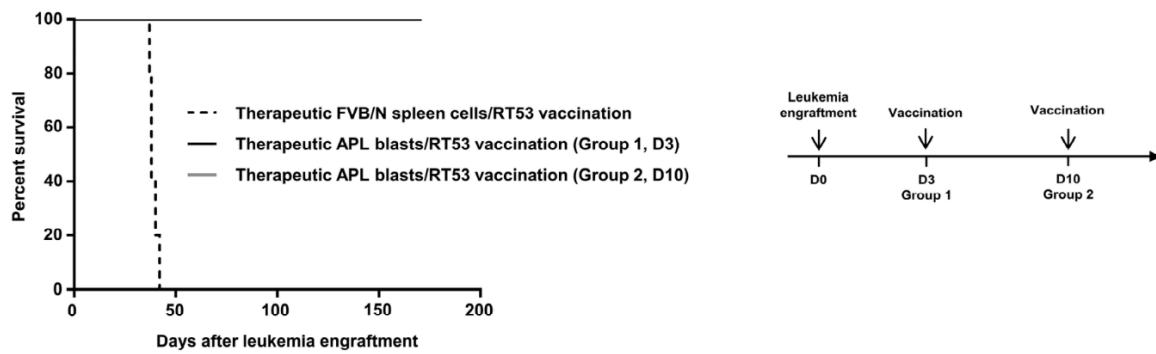 Percent survival
100
80
60
40
20
0
0 50 100 150 200
Days after leukemia engraftment
Therapeutic FVB/N spleen cells/RT53 vaccination
Therapeutic APL blasts/RT53 vaccination (Group 1, D3)
Therapeutic APL blasts/RT53 vaccination (Group 2, D10)
Leukemia
engraftment Vaccination Vaccination
D0 D3 D10
Group 1 Group 2